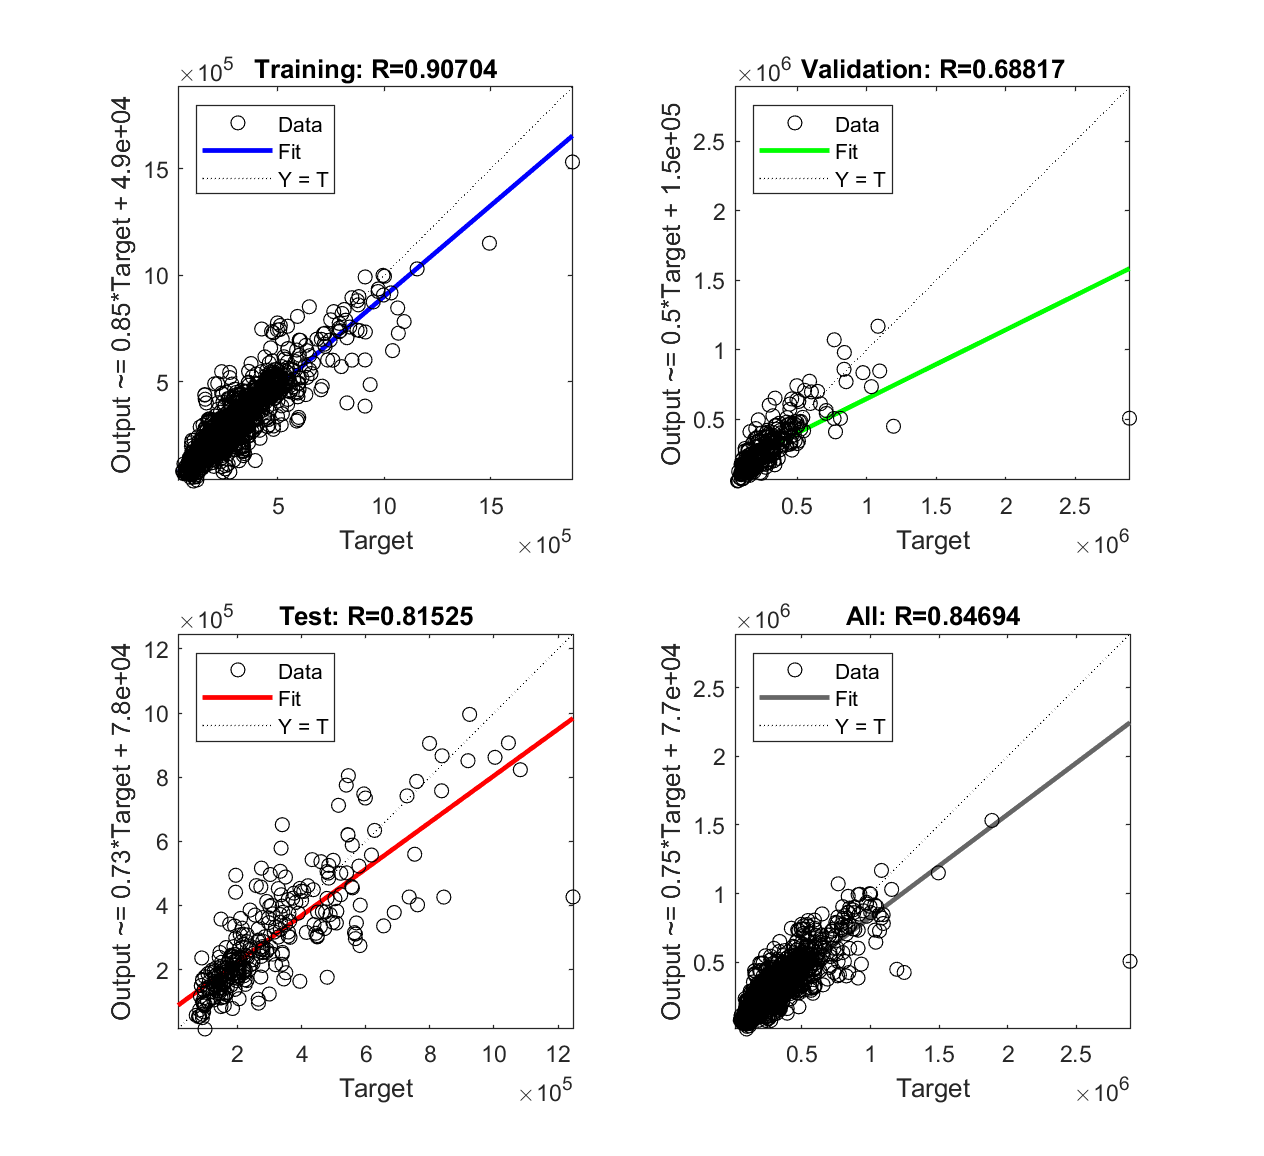 ×10^5 Training: R=0.90704
Output ~= 0.85*Target + 4.9e+04
Data
Fit
Y = T
15
10
5
5 10 15
Target ×10^5
×10^6 Validation: R=0.68817
Output ~= 0.5*Target + 1.5e+05
Data
Fit
Y = T
2.5
2
1.5
1
0.5
0.5 1 1.5 2 2.5
Target ×10^6
×10^5 Test: R=0.81525
Output ~= 0.73*Target + 7.8e+04
Data
Fit
Y = T
12
10
8
6
4
2
2 4 6 8 10 12
Target ×10^5
×10^6 All: R=0.84694
Output ~= 0.75*Target + 7.7e+04
Data
Fit
Y = T
2.5
2
1.5
1
0.5
0.5 1 1.5 2 2.5
Target ×10^6